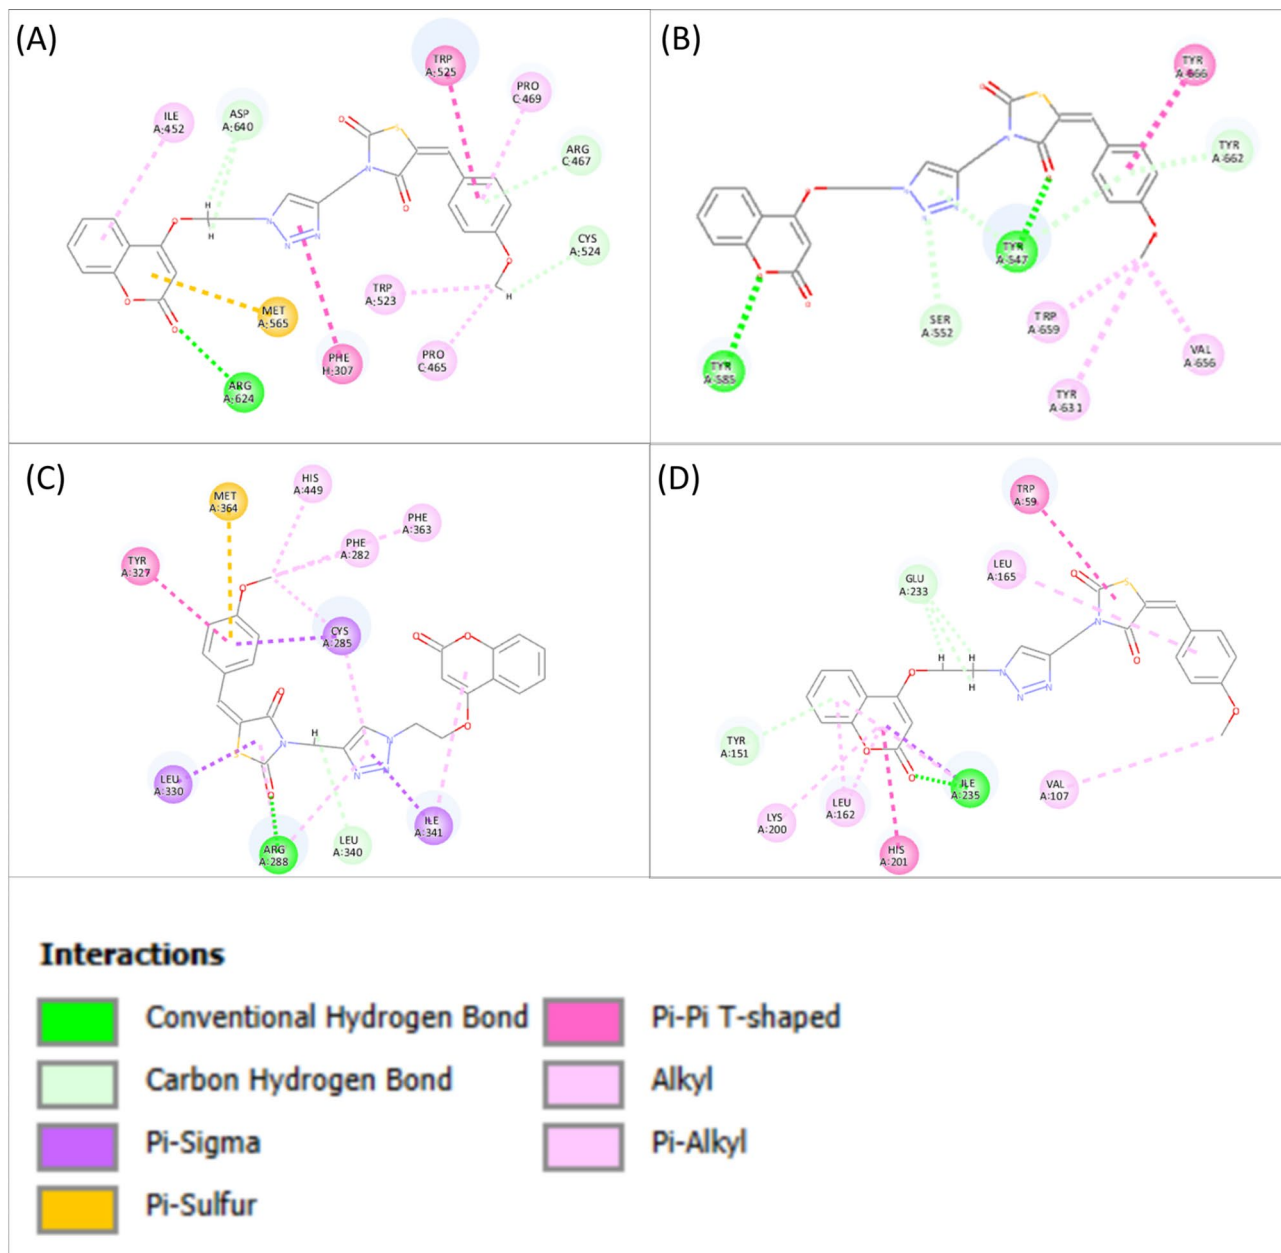 (A)
TRP
A:525
PRO
C:469
ILE
A:452
ASP
A:640
ARG
C:467
CYS
A:524
TRP
A:523
MET
A:565
PRO
C:465
PHE
H:307
ARG
A:624
O
O
S
N
O
H
H
O
N
N
N
O
O
O
H
(B)
TYR
A:666
TYR
A:662
TYR
A:547
SER
A:552
TRP
A:659
VAL
A:656
TYR
A:585
TYR
A:631
O
S
N
O
O
N
N
N
O
O
O
(C)
HIS
A:449
MET
A:364
PHE
A:363
PHE
A:282
TYR
A:327
CYS
A:285
LEU
A:330
ILE
A:341
ARG
A:288
LEU
A:340
O
O
O
O
O
H
N
N
S
N
N
O
(D)
TRP
A:59
LEU
A:165
GLU
A:233
TYR
A:151
ILE
A:235
VAL
A:107
LYS
A:200
LEU
A:162
HIS
A:201
O
S
N
O
H
H
H
O
N
N
N
O
O
O
Interactions
Conventional Hydrogen Bond
Pi-Pi T-shaped
Carbon Hydrogen Bond
Alkyl
Pi-Sigma
Pi-Alkyl
Pi-Sulfur